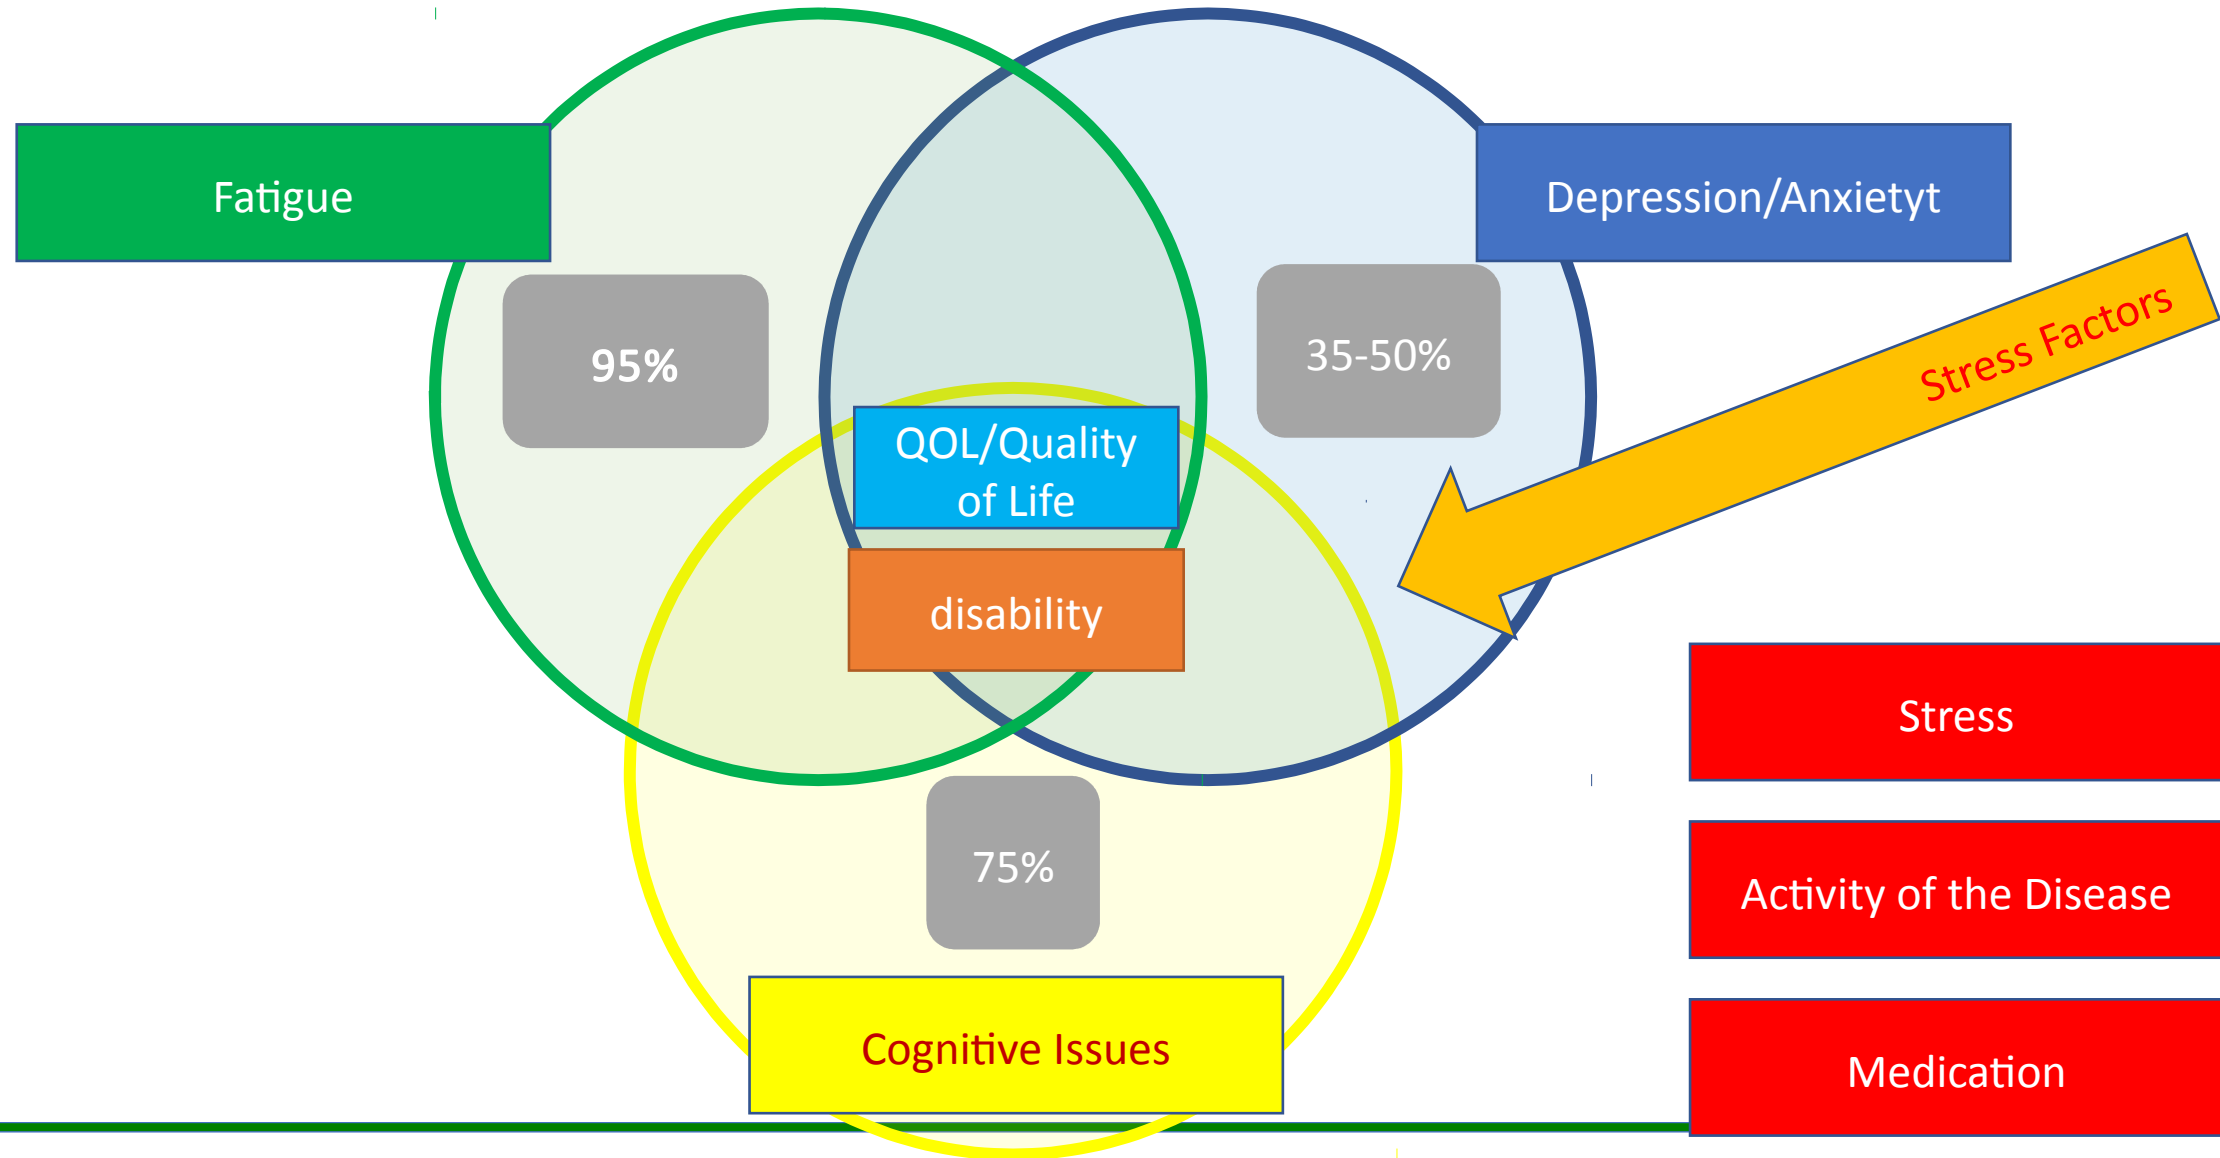 Fatigue
Depression/Anxietyt
95%
35-50%
Stress Factors
QOL/Quality
of Life
disability
Stress
75%
Activity of the Disease
Cognitive Issues
Medication